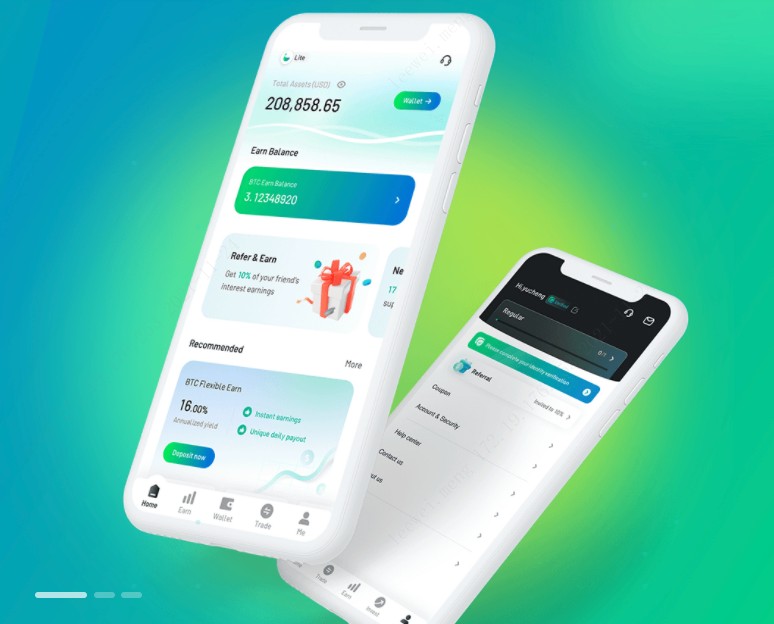 Lite
Total Assets(USD)
208,858.65
Wallet →
Earn Balance
BTC Earn Balance
3.12348920
Refer & Earn
Get 10% of your friend's
interest earnings
Ne
17
sup
Recommended
More
BTC Flexible Earn
16.00%
Annualized yield
Instant earnings
Unique daily payout
Deposit now
Home
Earn
Wallet
Trade
Me
Hi,yucheng
Regular
0/1
Please complete your identity verification
Referral
Invited to 10%
Coupon
Account & Security
Help center
Contact us
out us
Trade
Earn
Invest